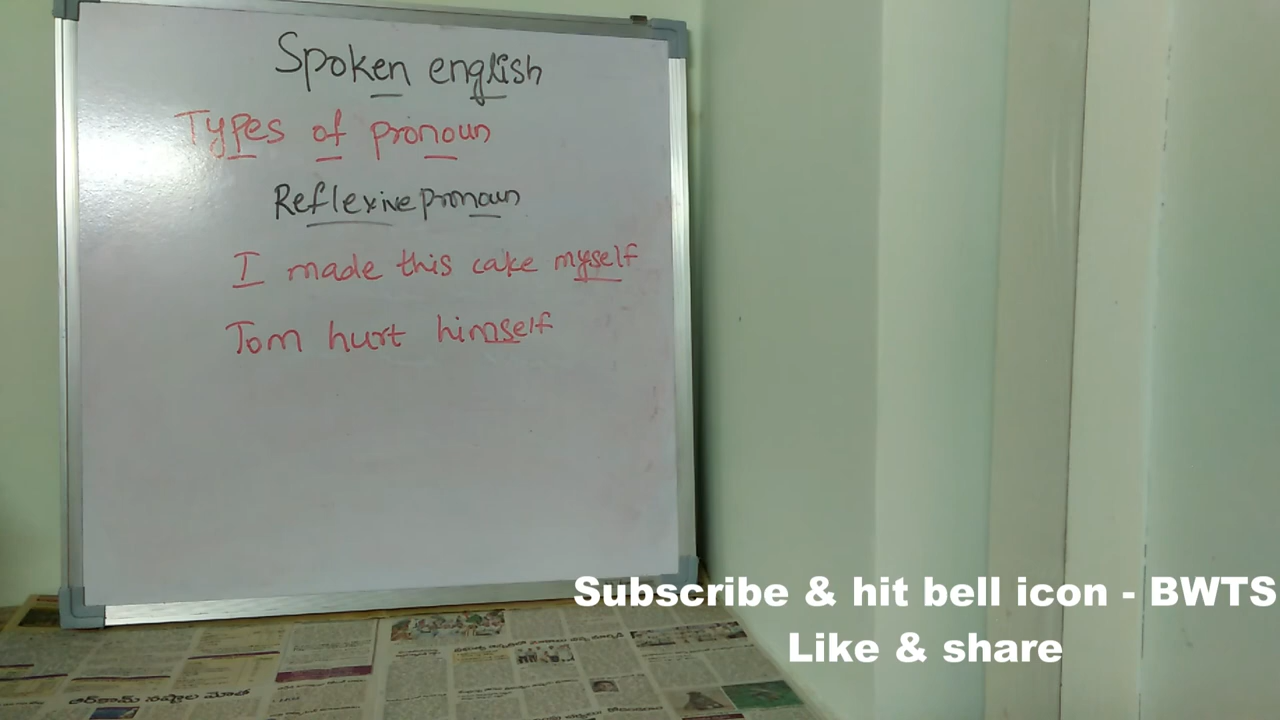 Spoken english
Types of pronoun
Reflexive pronoun
I made this cake myself
Tom hurt himself
Subscribe & hit bell icon - BWTS
Like & share